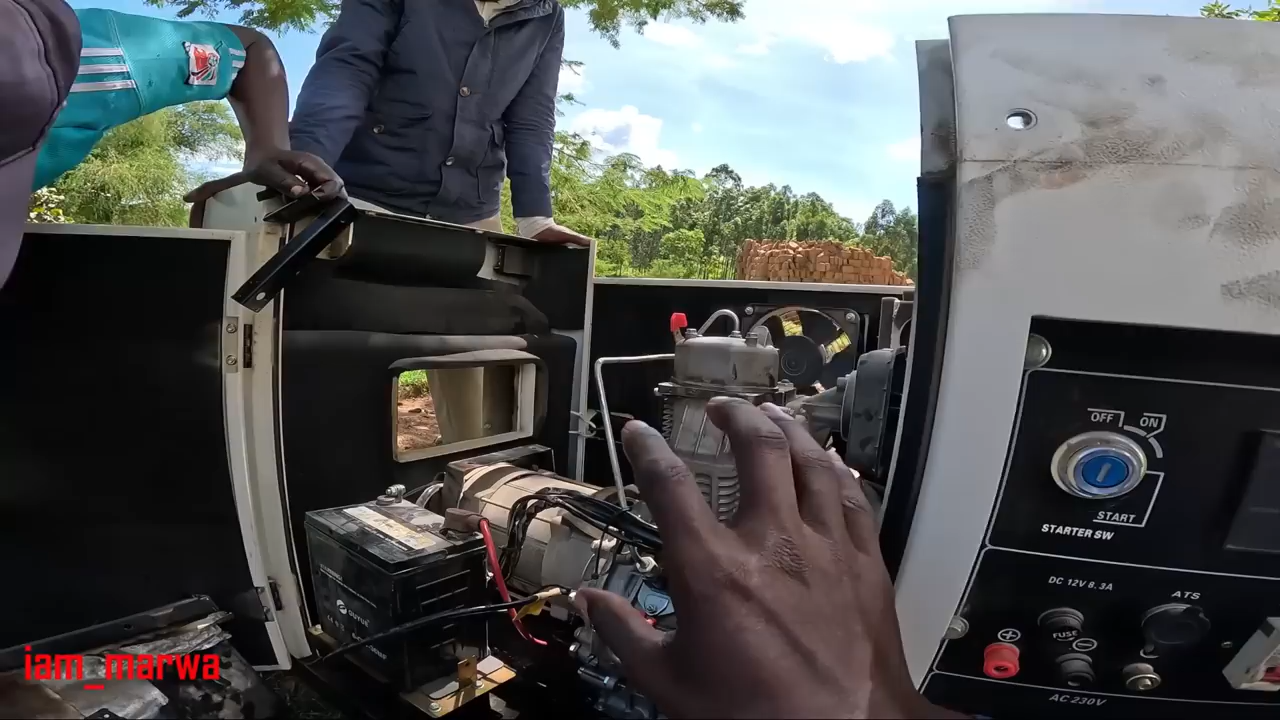 OFF
ON
START
STARTER SW
DC 12V 8.3A
ATS
FUSE
AC 230V
iam_marwa